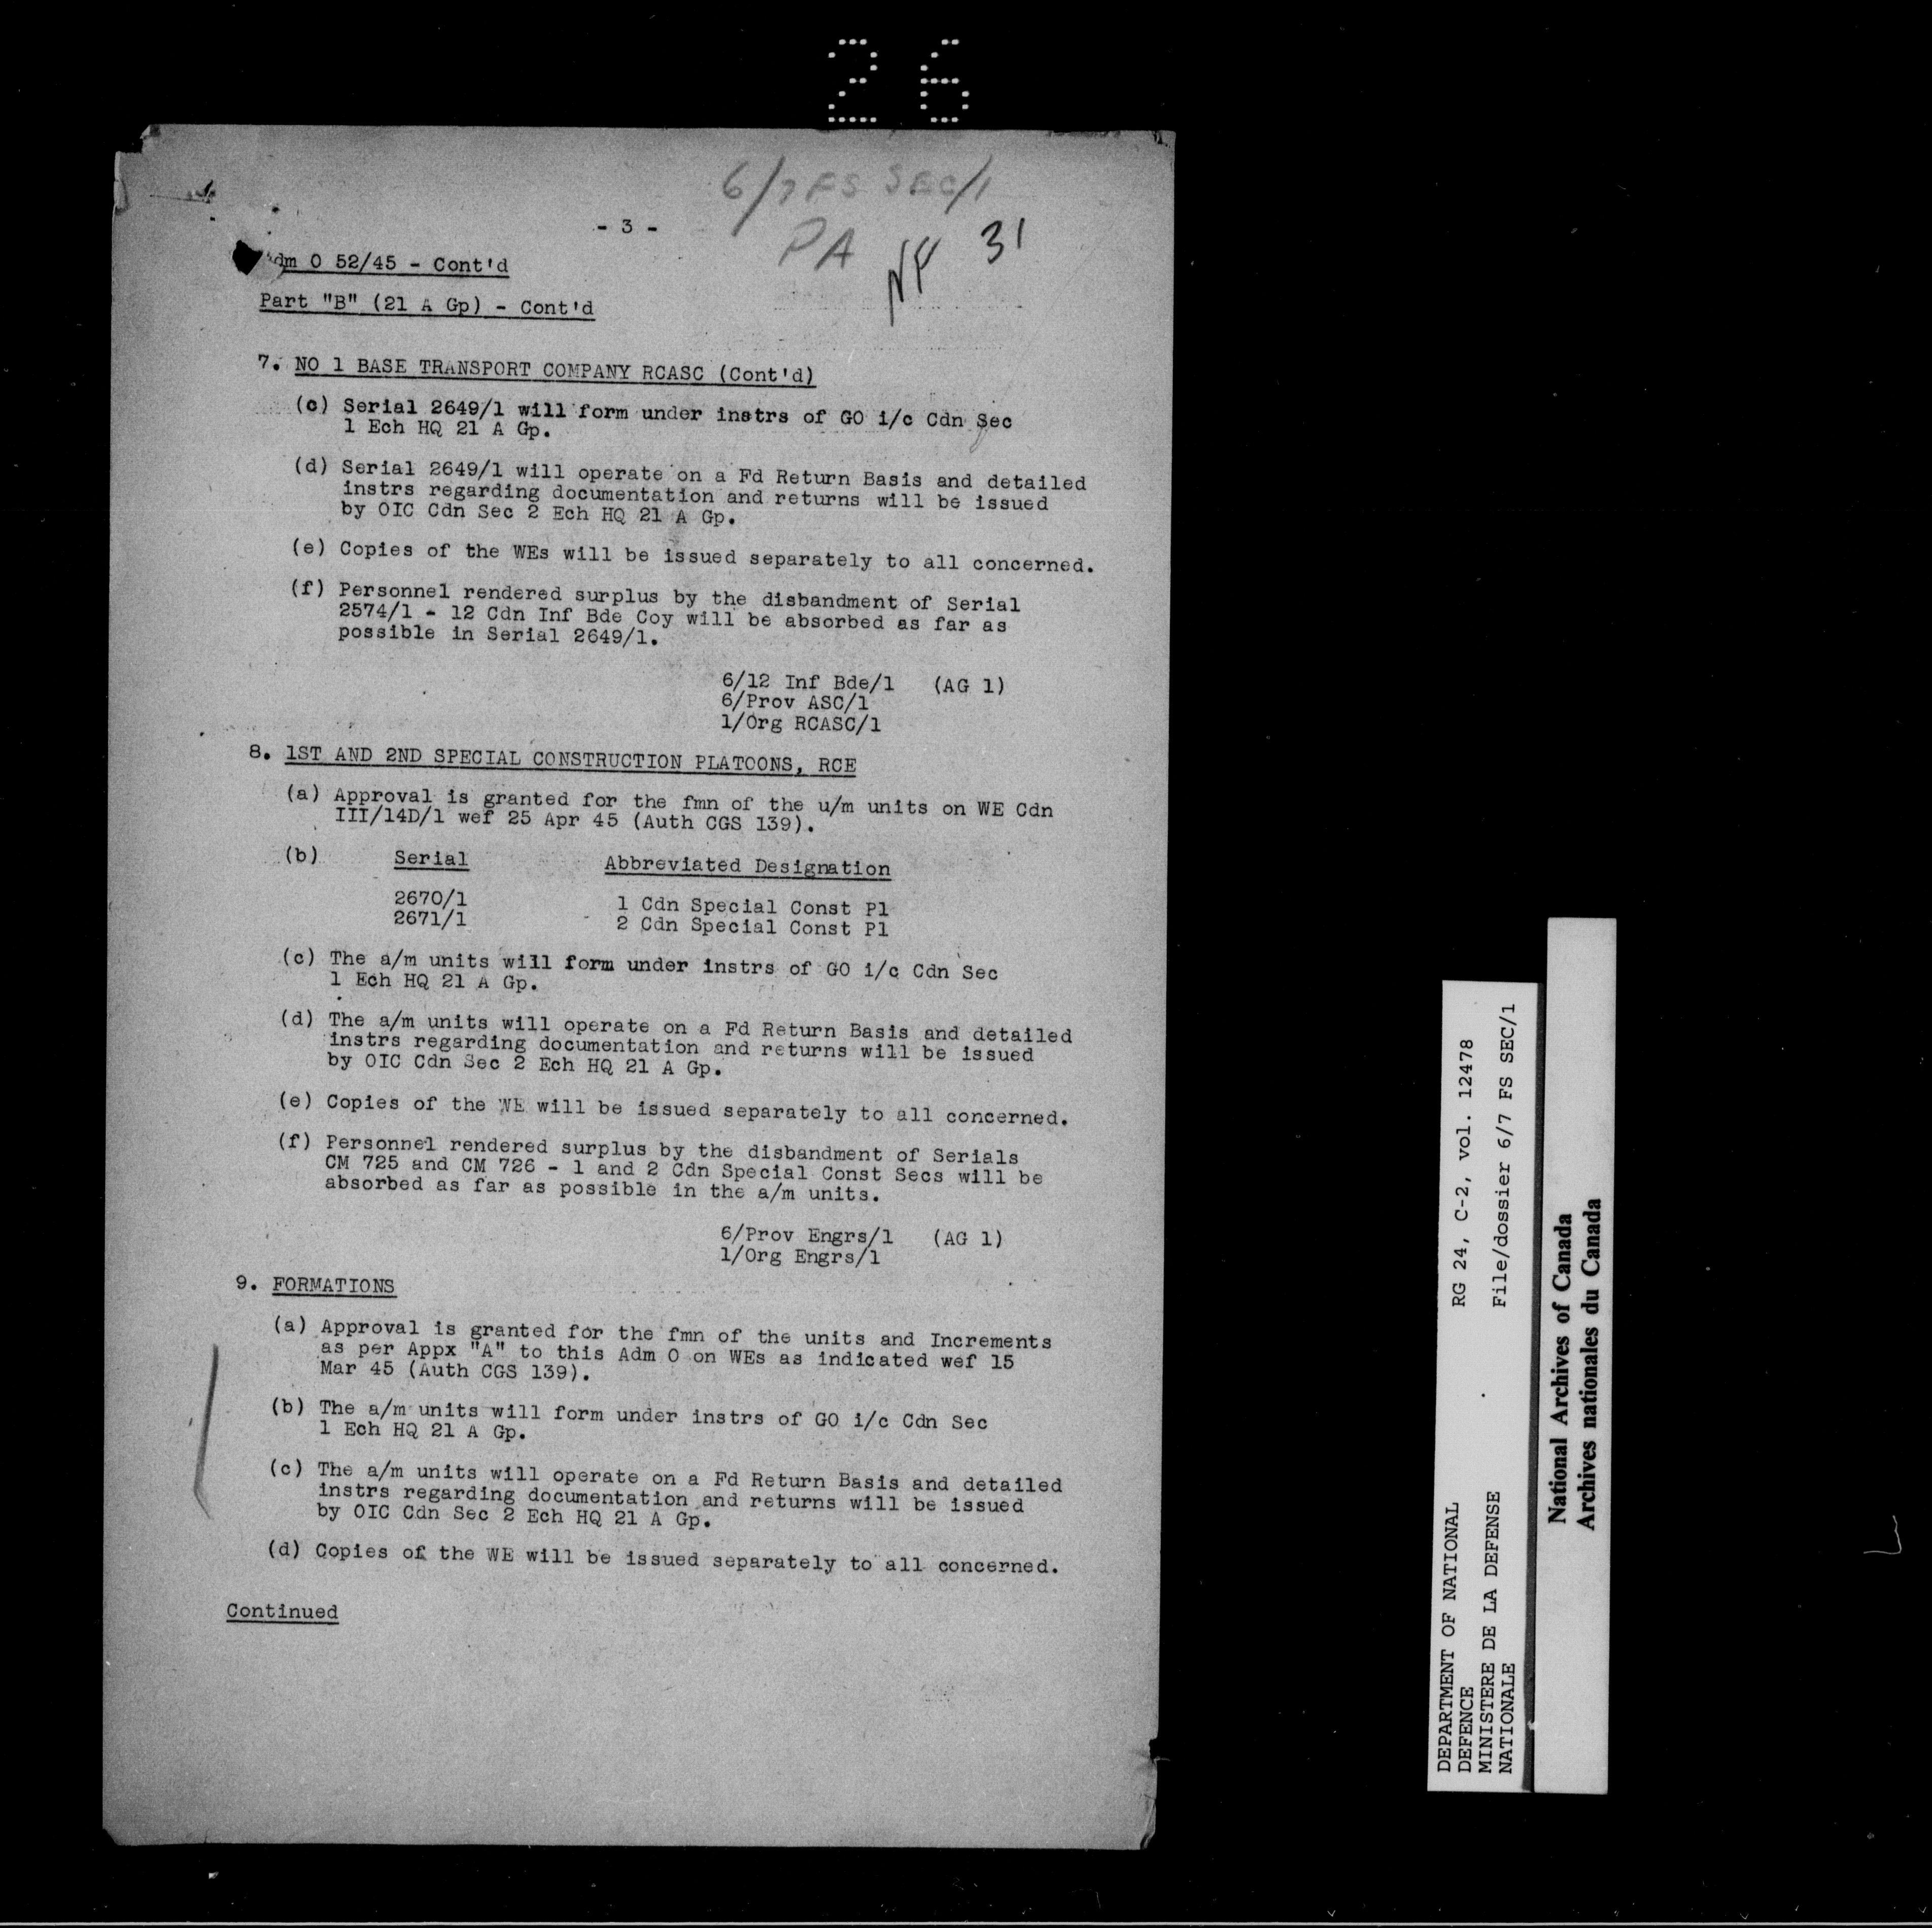 26
6/7 FS SEC/1
- 3 -
PA
31
Adm O 52/45 - Cont'd
Part "B" (21 A Gp) - Cont'd
7. NO 1 BASE TRANSPORT COMPANY RCASC (Cont'd)
(c) Serial 2649/1 will form under instrs of GO i/c Cdn Sec
1 Ech HQ 21 A Gp.
(d) Serial 2649/1 will operate on a Fd Return Basis and detailed
instrs regarding documentation and returns will be issued
by OIC Cdn Sec 2 Ech HQ 21 A Gp.
(e) Copies of the WEs will be issued separately to all concerned.
(f) Personnel rendered surplus by the disbandment of Serial
2574/1 - 12 Cdn Inf Bde Coy will be absorbed as far as
possible in Serial 2649/1.
6/12 Inf Bde/1 (AG 1)
6/Prov ASC/1
1/Org RCASC/1
8. 1ST AND 2ND SPECIAL CONSTRUCTION PLATOONS, RCE
(a) Approval is granted for the fmn of the u/m units on WE Cdn
III/14D/1 wef 25 Apr 45 (Auth CGS 139).
(b) Serial Abbreviated Designation
2670/1 1 Cdn Special Const Pl
2671/1 2 Cdn Special Const Pl
(c) The a/m units will form under instrs of GO i/c Cdn Sec
1 Ech HQ 21 A Gp.
(d) The a/m units will operate on a Fd Return Basis and detailed
instrs regarding documentation and returns will be issued
by OIC Cdn Sec 2 Ech HQ 21 A Gp.
(e) Copies of the WE will be issued separately to all concerned.
(f) Personnel rendered surplus by the disbandment of Serials
CM 725 and CM 726 - 1 and 2 Cdn Special Const Secs will be
absorbed as far as possible in the a/m units.
6/Prov Engrs/1 (AG 1)
1/Org Engrs/1
9. FORMATIONS
(a) Approval is granted for the fmn of the units and Increments
as per Appx "A" to this Adm O on WEs as indicated wef 15
Mar 45 (Auth CGS 139).
(b) The a/m units will form under instrs of GO i/c Cdn Sec
1 Ech HQ 21 A Gp.
(c) The a/m units will operate on a Fd Return Basis and detailed
instrs regarding documentation and returns will be issued
by OIC Cdn Sec 2 Ech HQ 21 A Gp.
(d) Copies of the WE will be issued separately to all concerned.
Continued
DEPARTMENT OF NATIONAL RG 24, C-2, vol. 12478
DEFENCE
MINISTERE DE LA DEFENSE File/dossier 6/7 FS SEC/1
NATIONALE
National Archives of Canada
Archives nationales du Canada